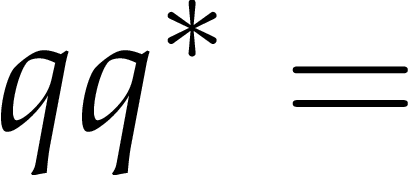 qq* =